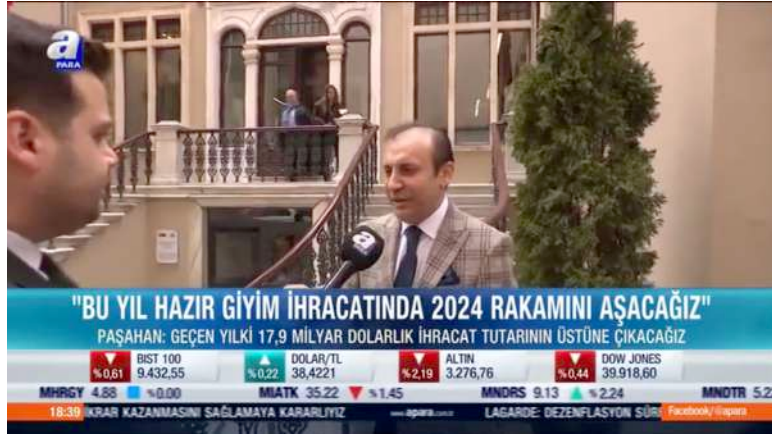 a
PARA
a
"BU YIL HAZIR GİYİM İHRACATINDA 2024 RAKAMINI AŞACAĞIZ"
PAŞAHAN: GEÇEN YILKİ 17,9 MİLYAR DOLARLIK İHRACAT TUTARININ ÜSTÜNE ÇIKACAĞIZ
%0,61 BIST 100 9.432,55 %0,22 DOLAR/TL 38,4221 %2,19 ALTIN 3.276,76 %0,44 DOW JONES 39.918,60
MHRGY 4.88 %0.00 MIATK 35.22 %1.45 MNDRS 9.13 %2.24 MNDTR 5.2
18:39 İKRAR KAZANMASINI SAĞLAMAYA KARARLIYIZ www.apara.com.tr LAGARDE: DEZENFLASYON SÜR Facebook/@apara